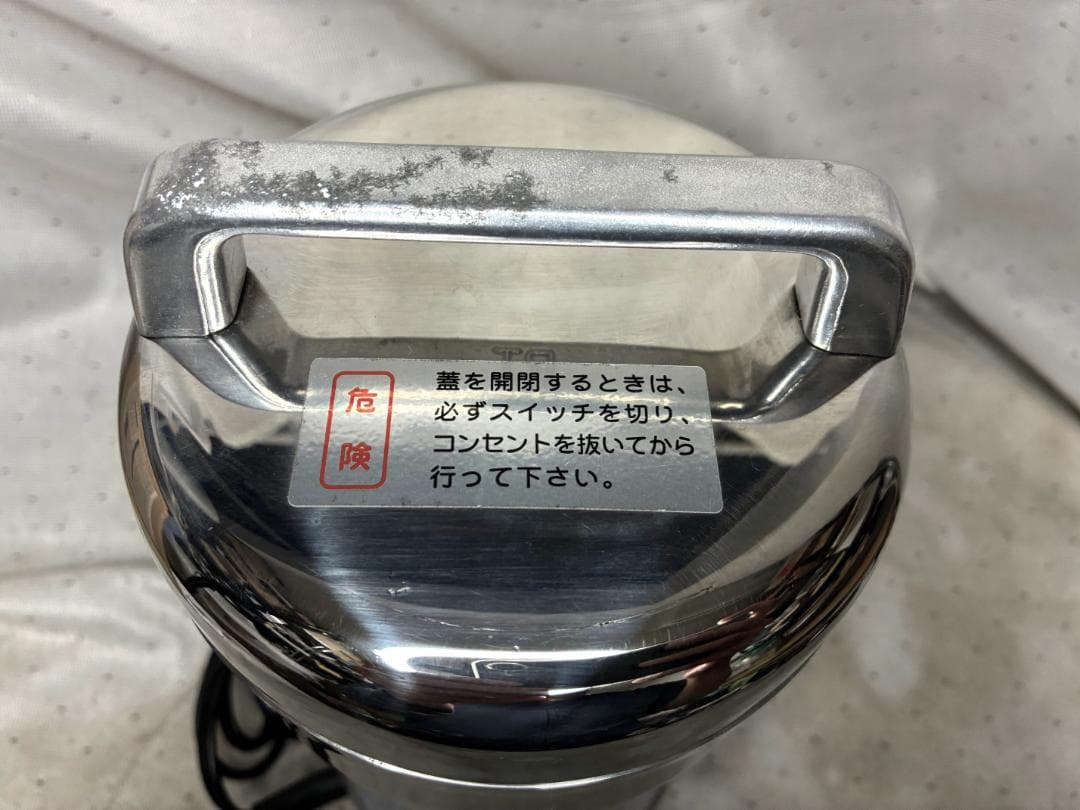 危険
蓋を開閉するときは、
必ずスイッチを切り、
コンセントを抜いてから
行って下さい。